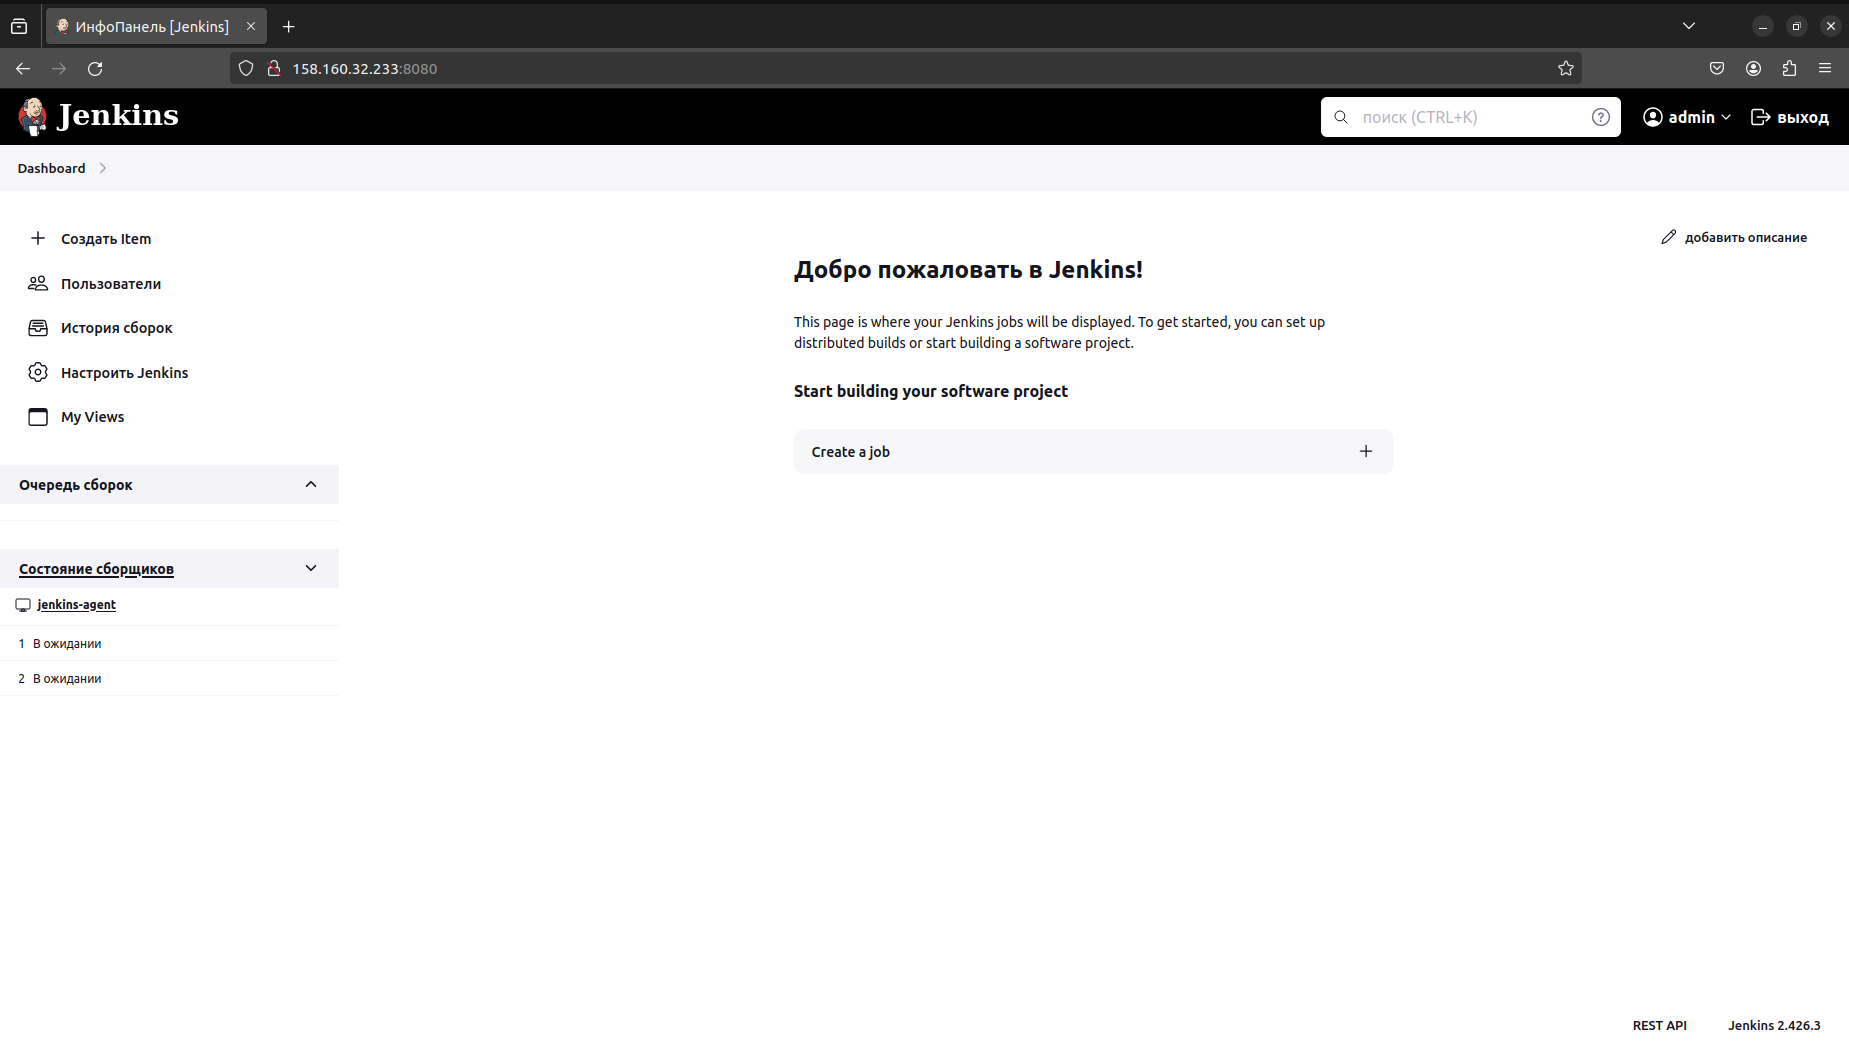 ИнфоПанель [Jenkins]
158.160.32.233:8080
Jenkins
поиск (CTRL+K)
admin
выход
Dashboard
Создать Item
Пользователи
История сборок
Настроить Jenkins
My Views
Очередь сборок
Состояние сборщиков
jenkins-agent
1 В ожидании
2 В ожидании
добавить описание
Добро пожаловать в Jenkins!
This page is where your Jenkins jobs will be displayed. To get started, you can set up
distributed builds or start building a software project.
Start building your software project
Create a job
REST API
Jenkins 2.426.3